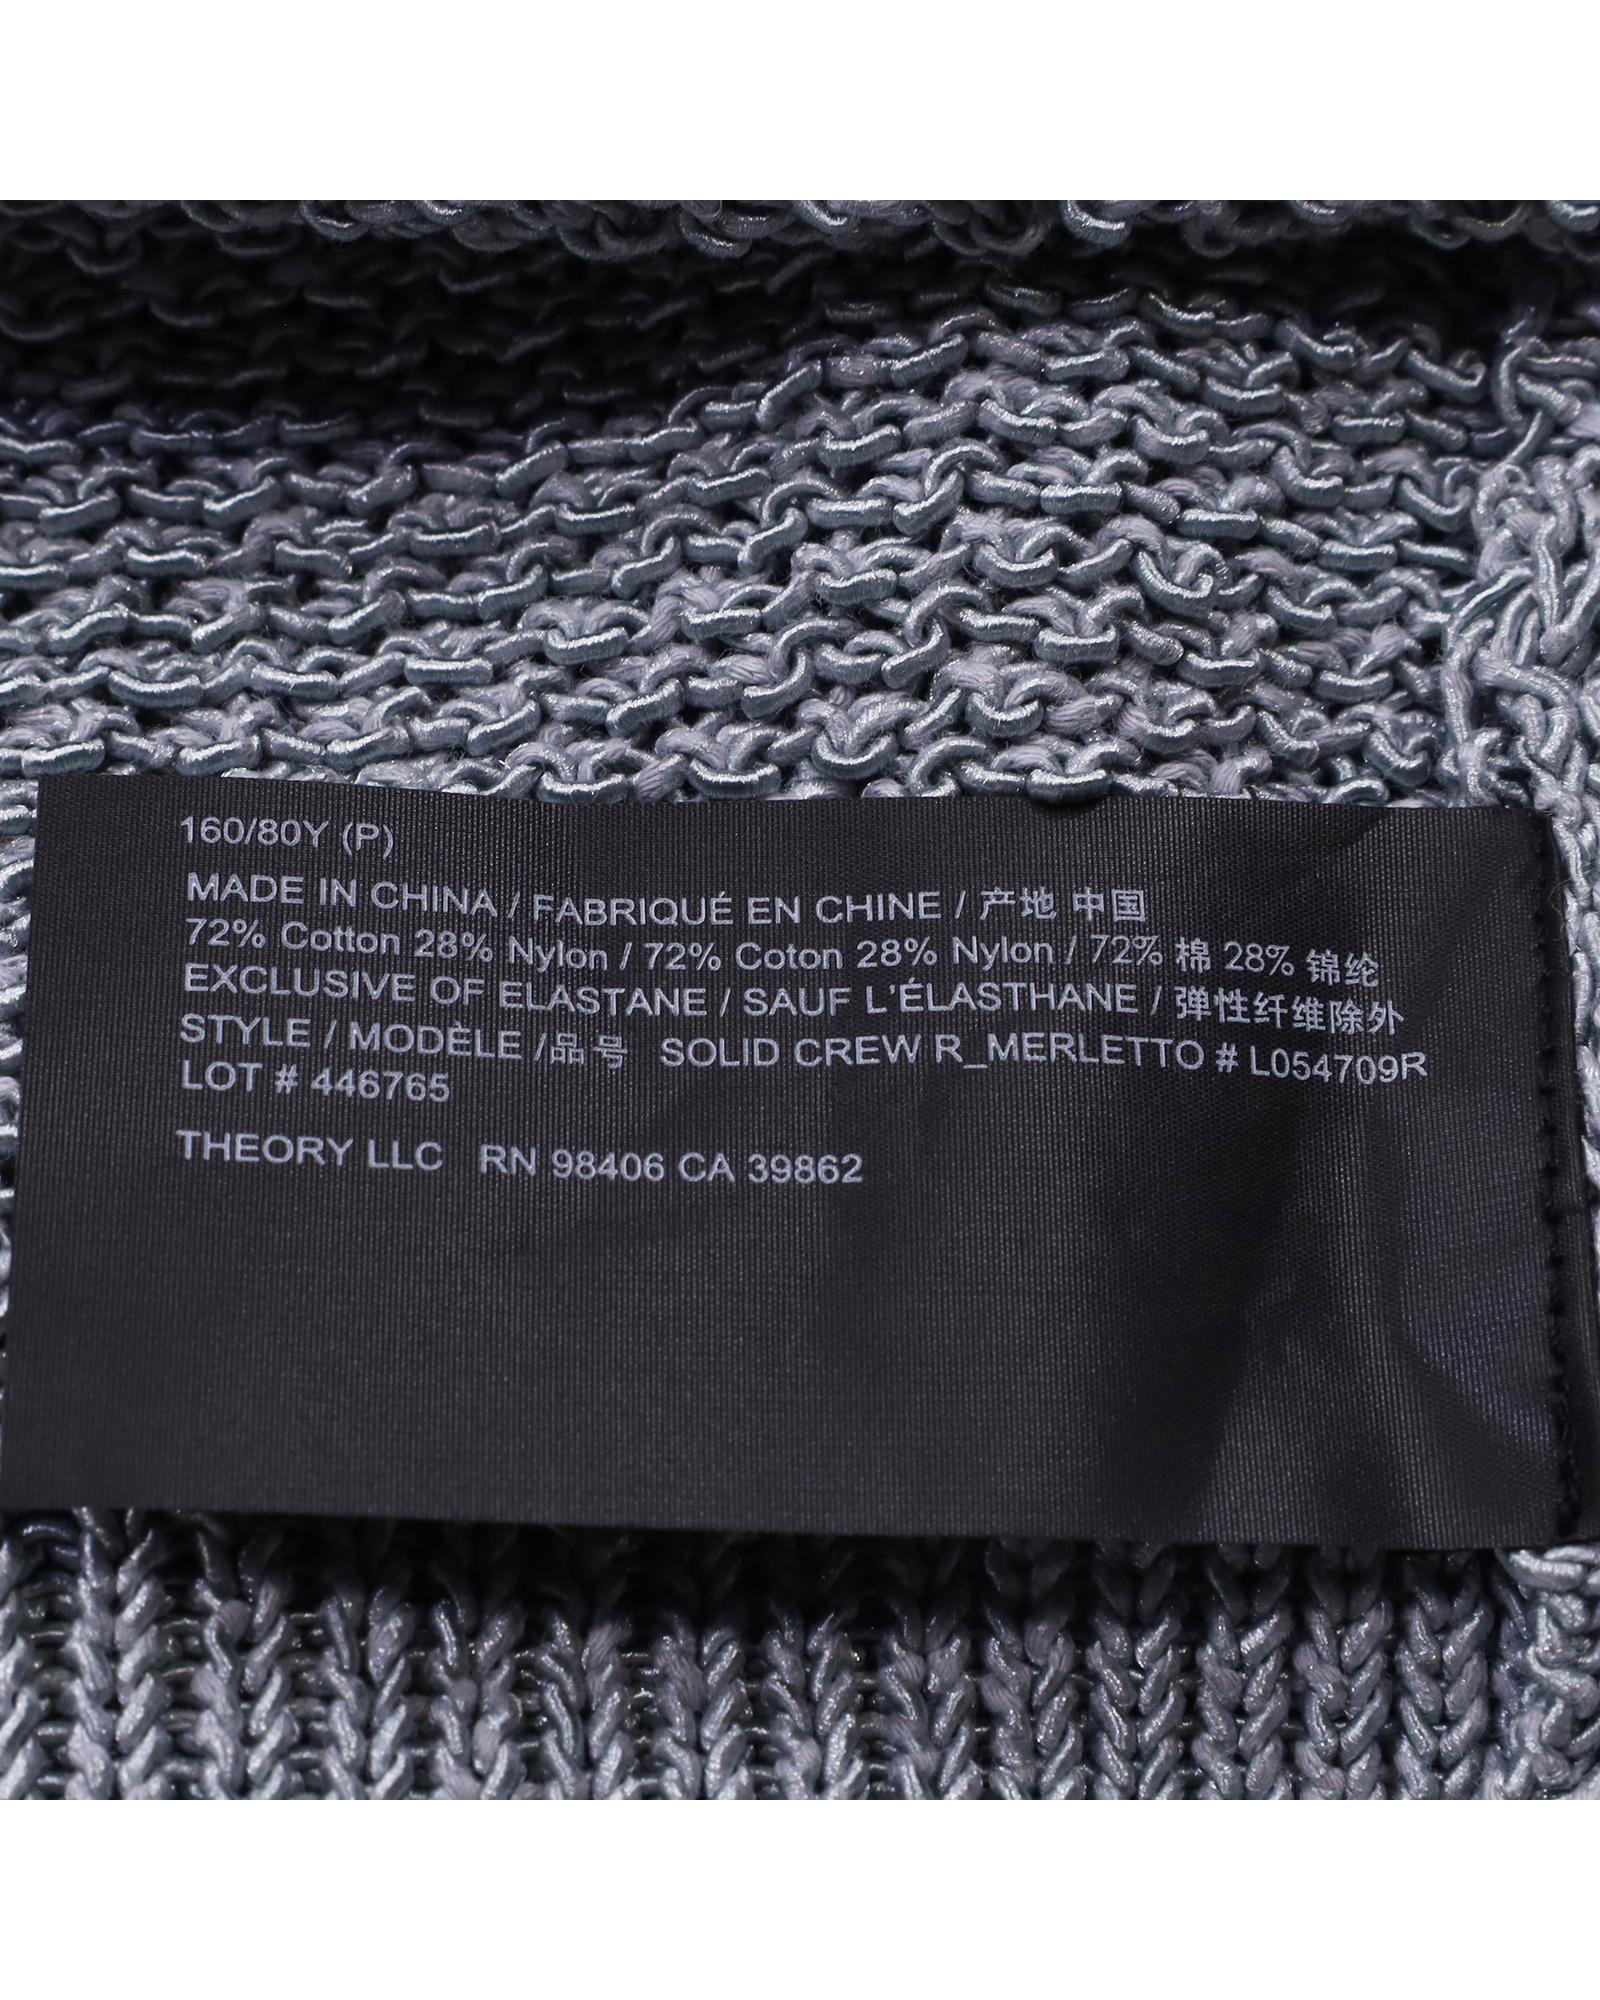 160/80Y (P)
MADE IN CHINA / FABRIQUÉ EN CHINE / 产地 中国
72% Cotton 28% Nylon / 72% Coton 28% Nylon / 72% 棉 28% 锦纶
EXCLUSIVE OF ELASTANE / SAUF L'ÉLASTHANE / 弹性纤维除外
STYLE / MODÈLE /品号 SOLID CREW R_MERLETTO # L054709R
LOT # 446765
THEORY LLC RN 98406 CA 39862